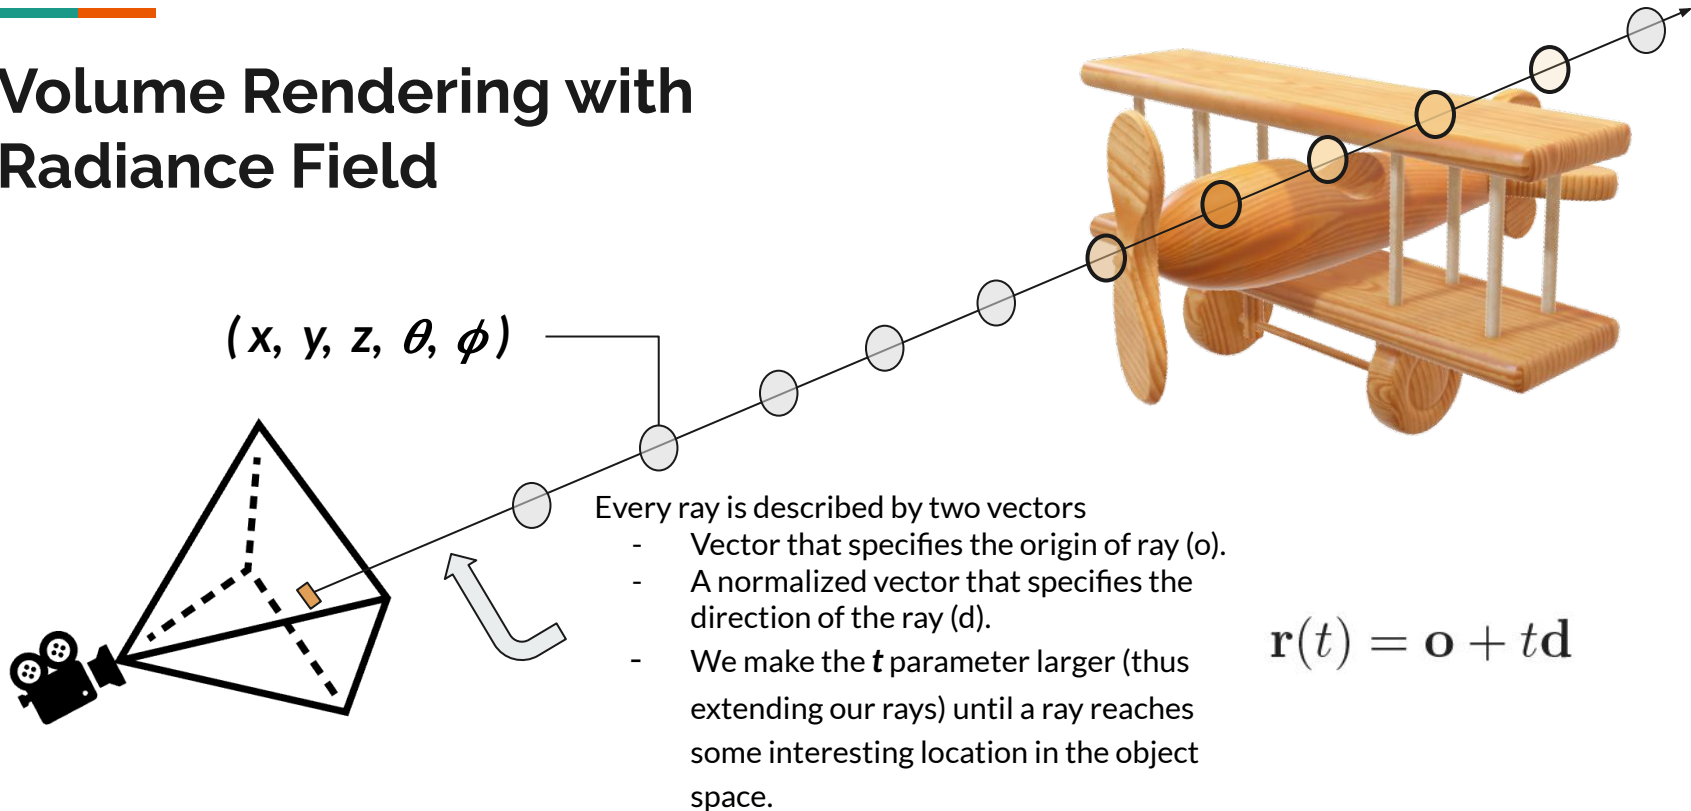 Volume Rendering with
Radiance Field
(x, y, z, θ, ϕ)
Every ray is described by two vectors
- Vector that specifies the origin of ray (o).
- A normalized vector that specifies the
direction of the ray (d).
- We make the t parameter larger (thus
extending our rays) until a ray reaches
some interesting location in the object
space.
r(t) = o + td